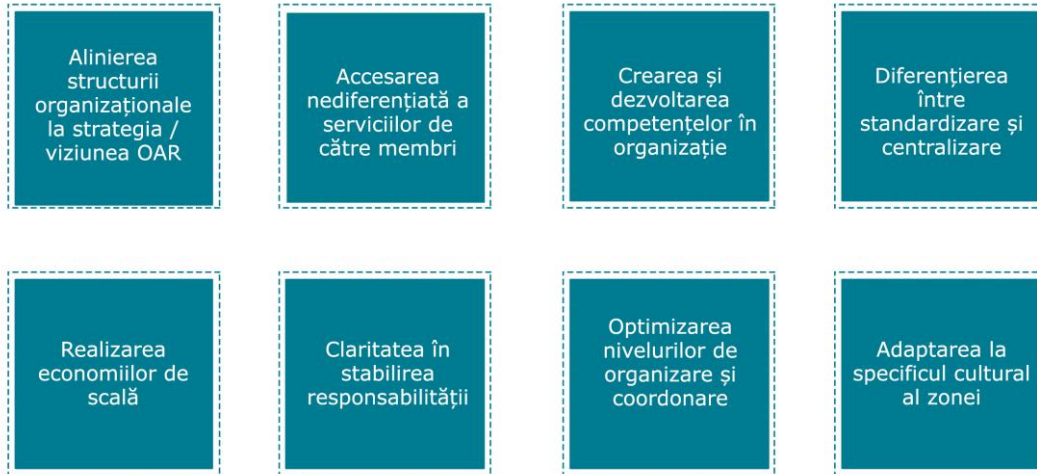 Alinierea
structurii
organizaționale
la strategia /
viziunea OAR
Accesarea
nediferențiată a
serviciilor de
către membri
Crearea și
dezvoltarea
competențelor în
organizație
Diferențierea
între
standardizare și
centralizare
Realizarea
economiilor de
scală
Claritatea în
stabilirea
responsabilității
Optimizarea
nivelurilor de
organizare și
coordonare
Adaptarea la
specificul cultural
al zonei